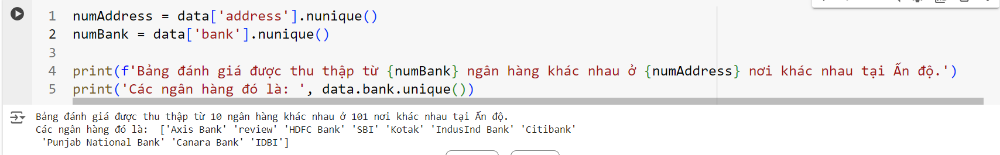 1 numAddress = data['address'].nunique()
2 numBank = data['bank'].nunique()
3
4 print(f'Bảng đánh giá được thu thập từ {numBank} ngân hàng khác nhau ở {numAddress} nơi khác nhau tại Ấn độ.')
5 print('Các ngân hàng đó là: ', data.bank.unique())
Bảng đánh giá được thu thập từ 10 ngân hàng khác nhau ở 101 nơi khác nhau tại Ấn độ.
Các ngân hàng đó là:  ['Axis Bank' 'review' 'HDFC Bank' 'SBI' 'Kotak' 'IndusInd Bank' 'Citibank'
 'Punjab National Bank' 'Canara Bank' 'IDBI']